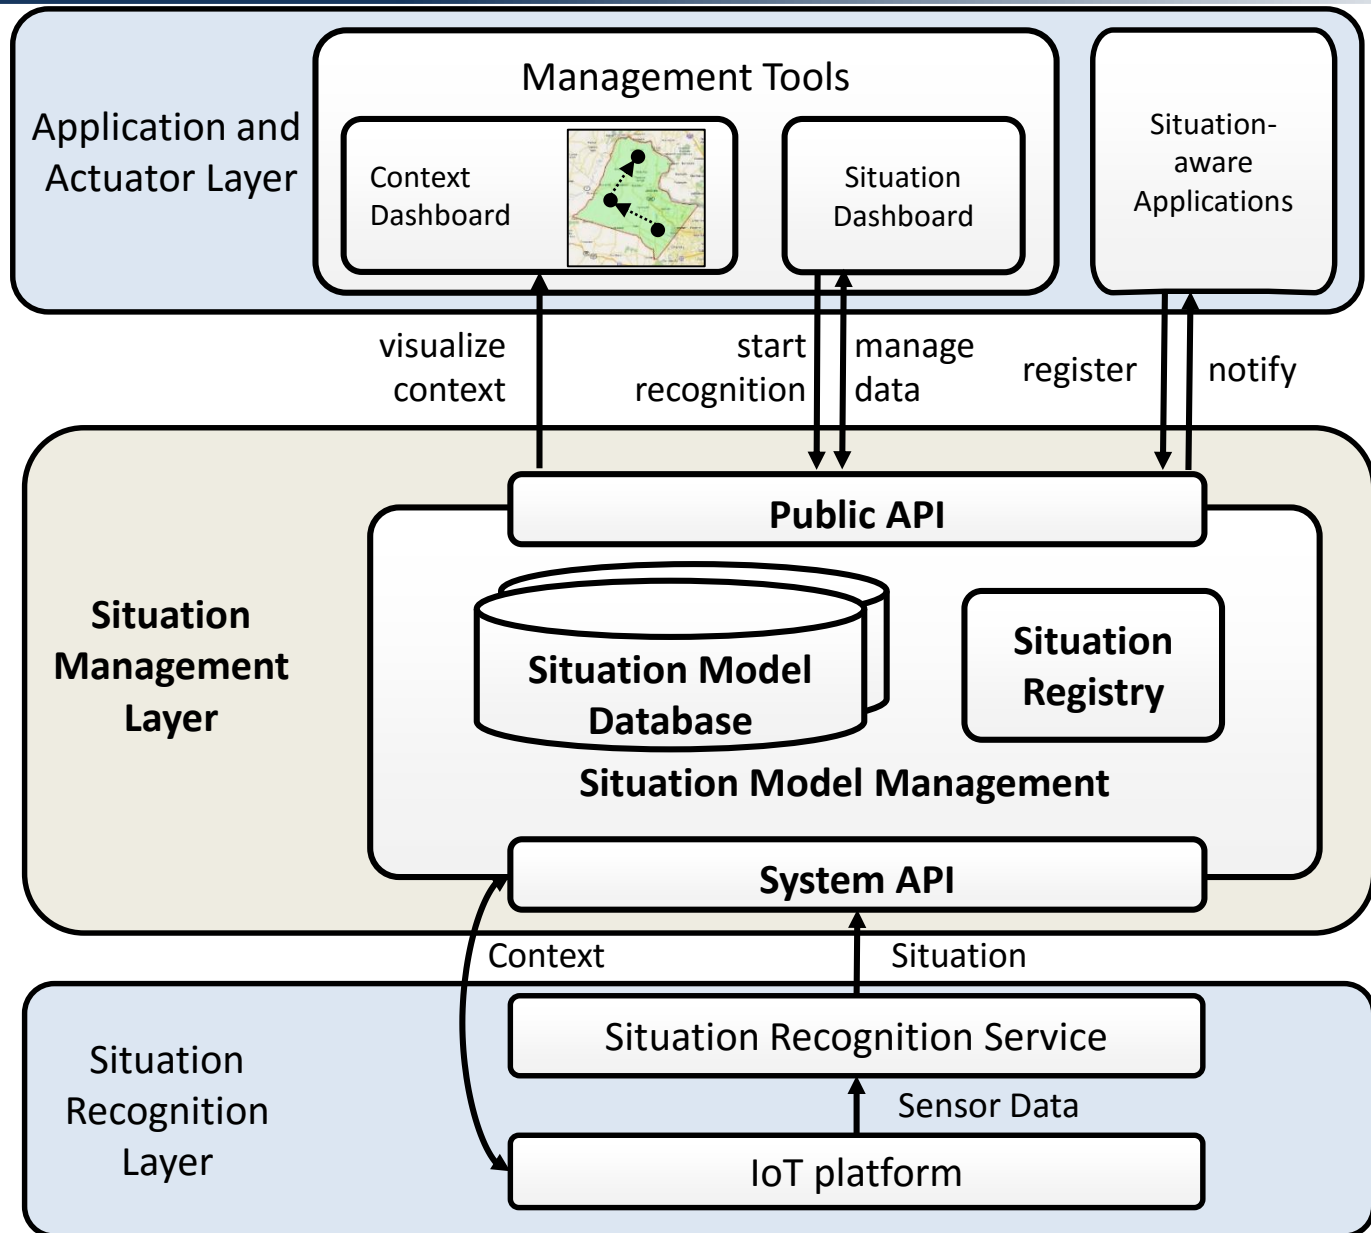 Management Tools
Application and
Actuator Layer
Context
Dashboard
Situation
Dashboard
Situation-
aware
Applications
visualize
context
start
recognition
manage
data
register
notify
Public API
Situation
Management
Layer
Situation Model
Database
Situation
Registry
Situation Model Management
System API
Context
Situation
Situation
Recognition
Layer
Situation Recognition Service
Sensor Data
IoT platform